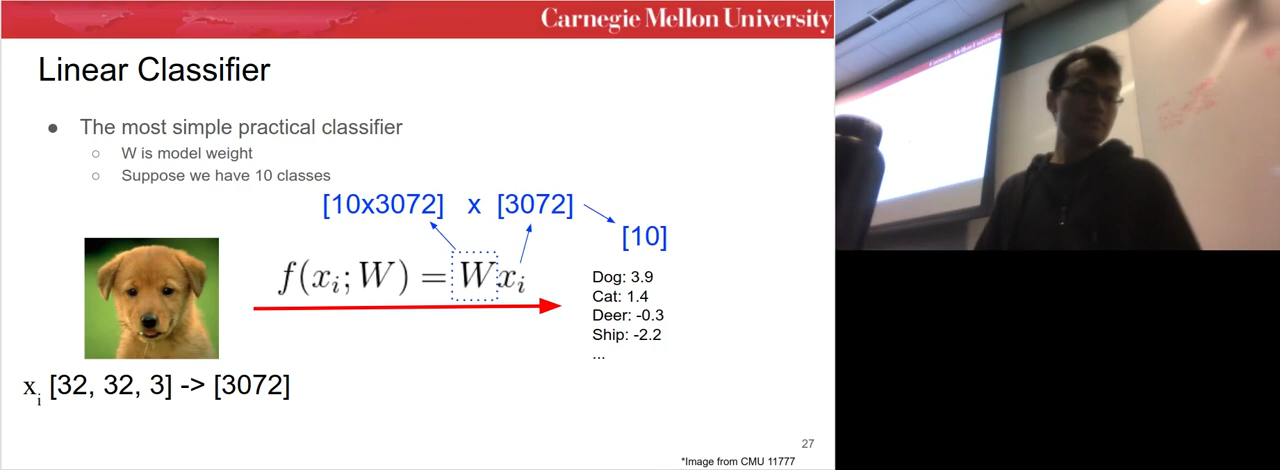 Carnegie Mellon University
Linear Classifier
● The most simple practical classifier
○ W is model weight
○ Suppose we have 10 classes
[10x3072] x [3072]
[10]
f(xᵢ; W) = Wxᵢ
Dog: 3.9
Cat: 1.4
Deer: -0.3
Ship: -2.2
...
xᵢ [32, 32, 3] -> [3072]
27
*Image from CMU 11777